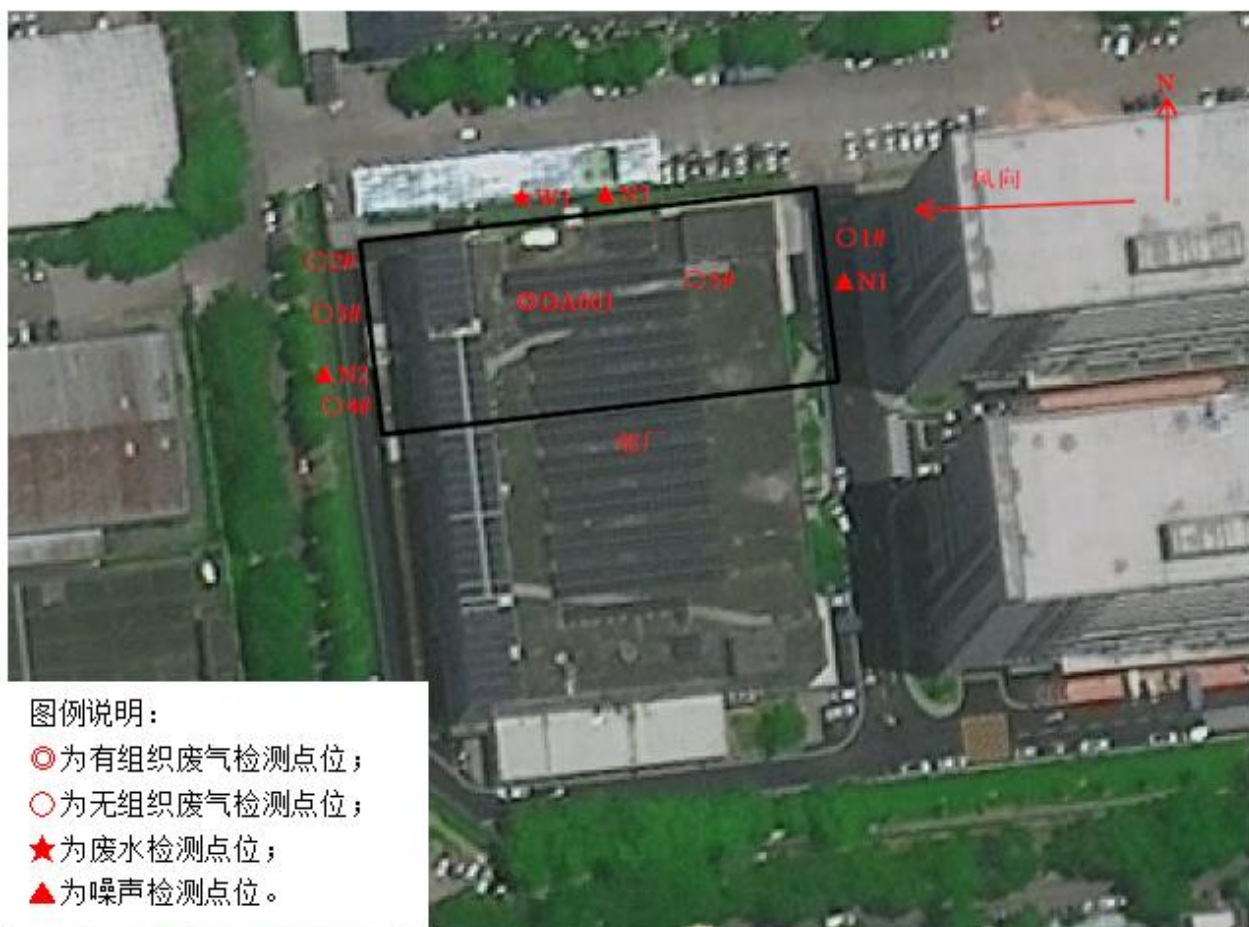 N
风向
★W1
▲N3
○1#
○2#
○5#
▲N1
◎DA001
○3#
▲N2
○4#
邻厂
图例说明：
◎为有组织废气检测点位；
○为无组织废气检测点位；
★为废水检测点位；
▲为噪声检测点位。